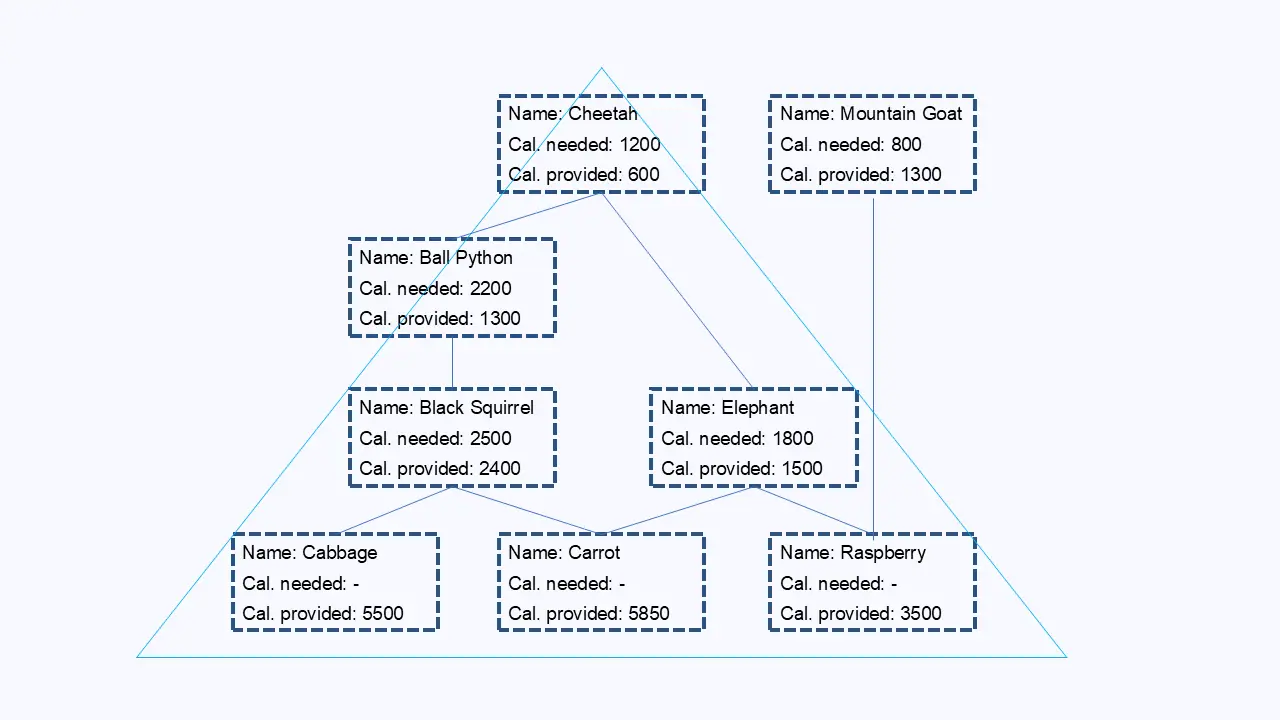 Name: Cheetah
Cal. needed: 1200
Cal. provided: 600
Name: Mountain Goat
Cal. needed: 800
Cal. provided: 1300
Name: Ball Python
Cal. needed: 2200
Cal. provided: 1300
Name: Black Squirrel
Cal. needed: 2500
Cal. provided: 2400
Name: Elephant
Cal. needed: 1800
Cal. provided: 1500
Name: Cabbage
Cal. needed: -
Cal. provided: 5500
Name: Carrot
Cal. needed: -
Cal. provided: 5850
Name: Raspberry
Cal. needed: -
Cal. provided: 3500